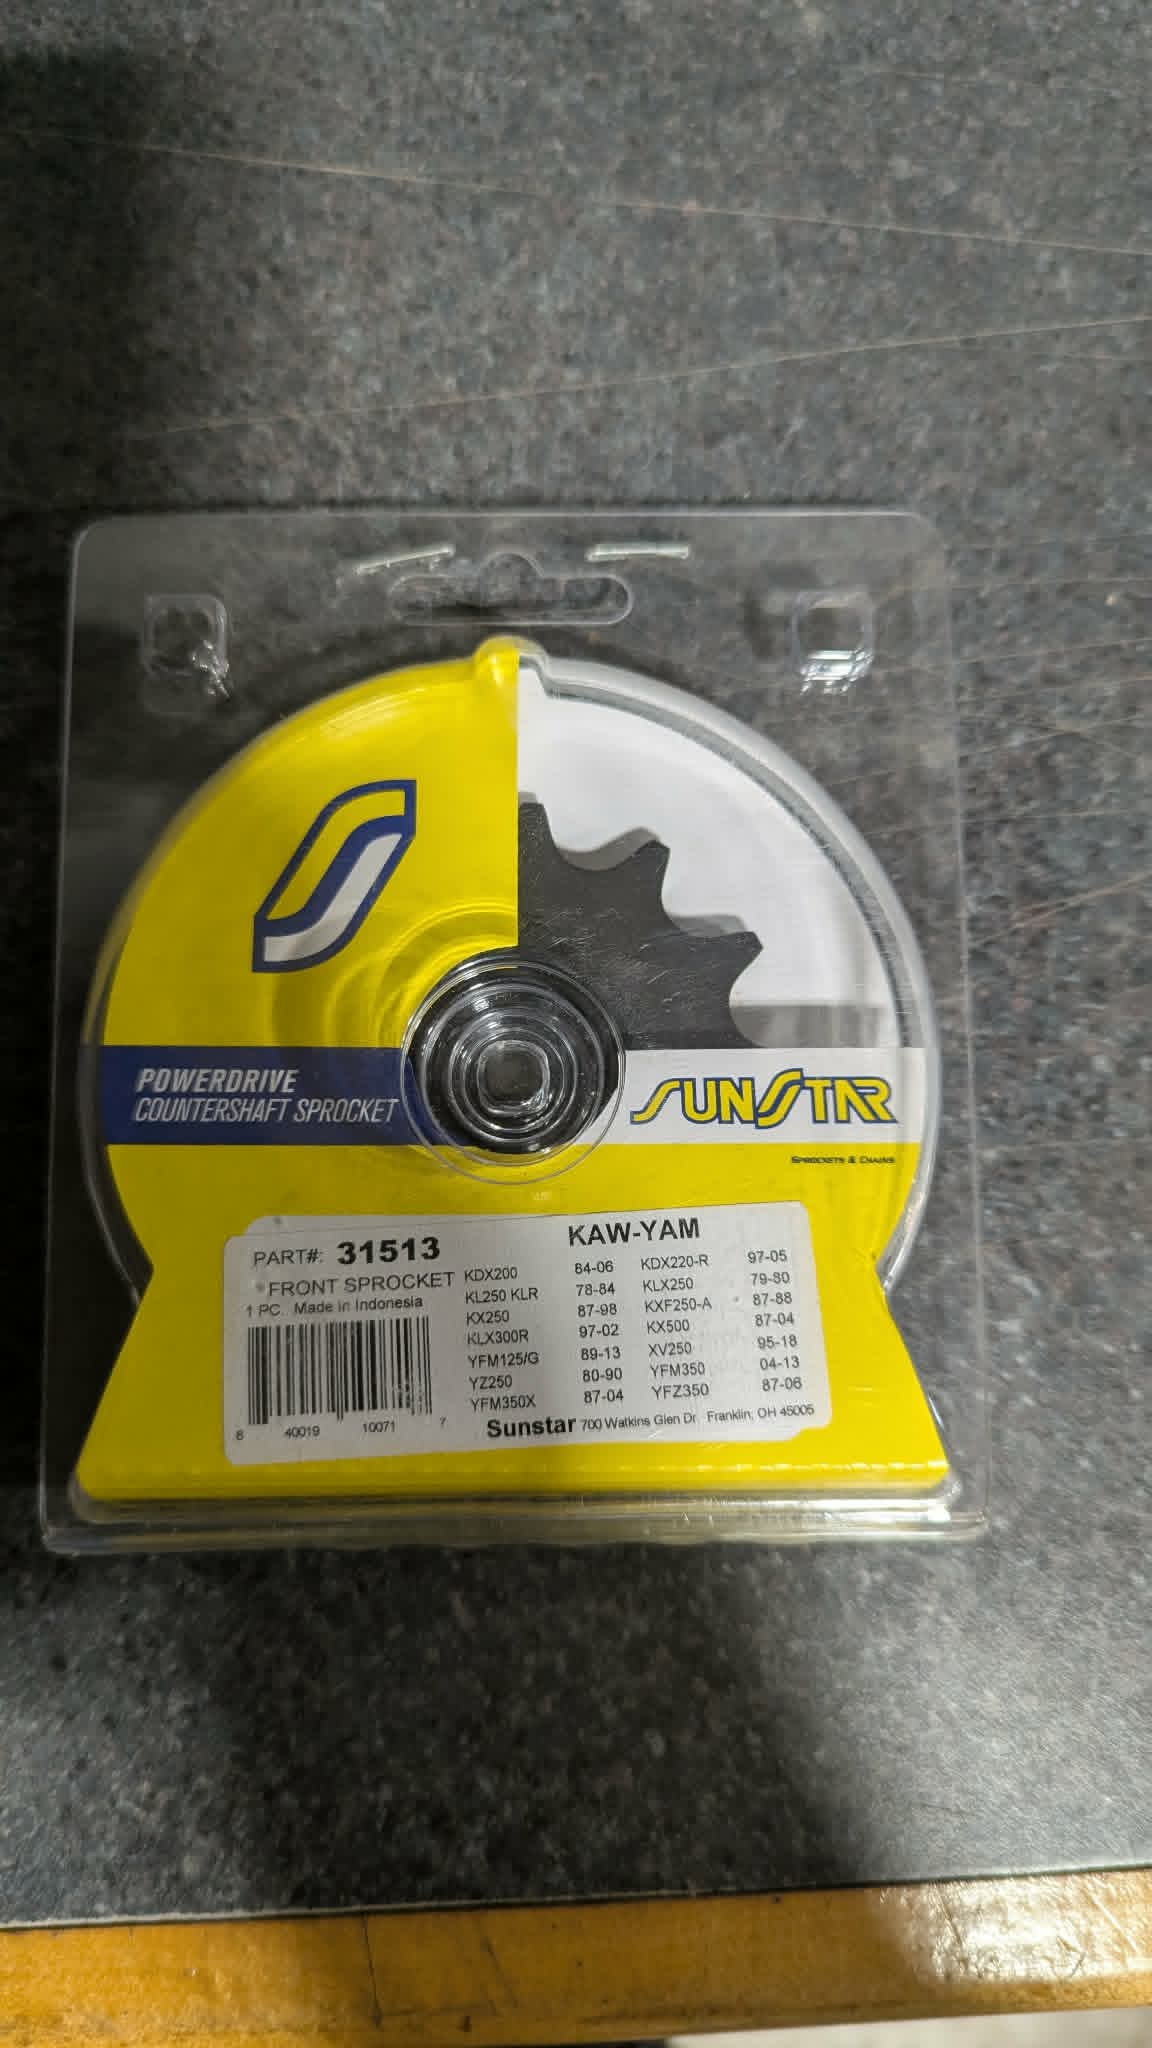 POWERDRIVE
COUNTERSHAFT SPROCKET
SUNSTAR
SPROCKETS & CHAINS
KAW-YAM
PART#: 31513
FRONT SPROCKET
1 PC. Made in Indonesia
KDX200 84-06 KDX220-R 97-05
KL250 KLR 78-84 KLX250 79-80
KX250 87-98 KXF250-A 87-88
KLX300R 97-02 KX500 87-04
YFM125/G 89-13 XV250 95-18
YZ250 80-90 YFM350 04-13
YFM350X 87-04 YFZ350 87-06
8 40019 10071 7
Sunstar 700 Watkins Glen Dr. Franklin, OH 45005